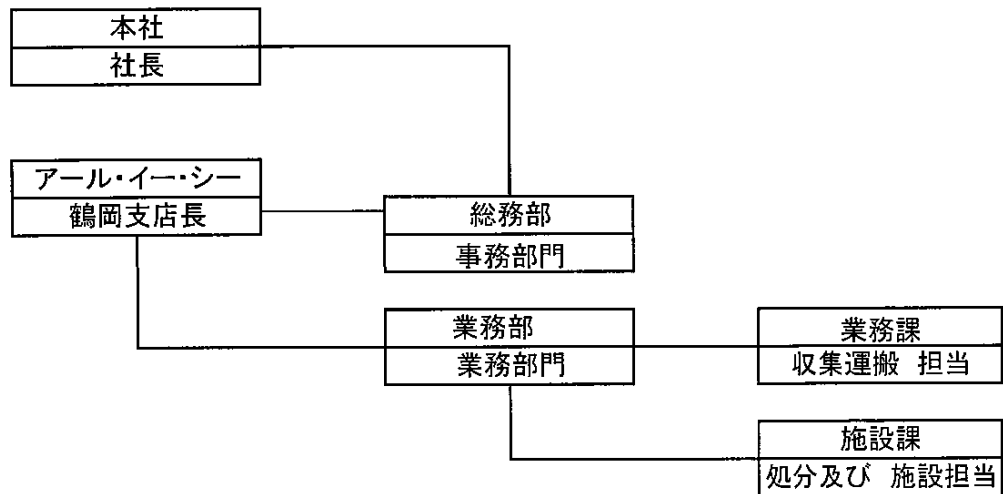 本社
社長
アール・イー・シー
鶴岡支店長
総務部
事務部門
業務部
業務部門
業務課
収集運搬 担当
施設課
処分及び 施設担当